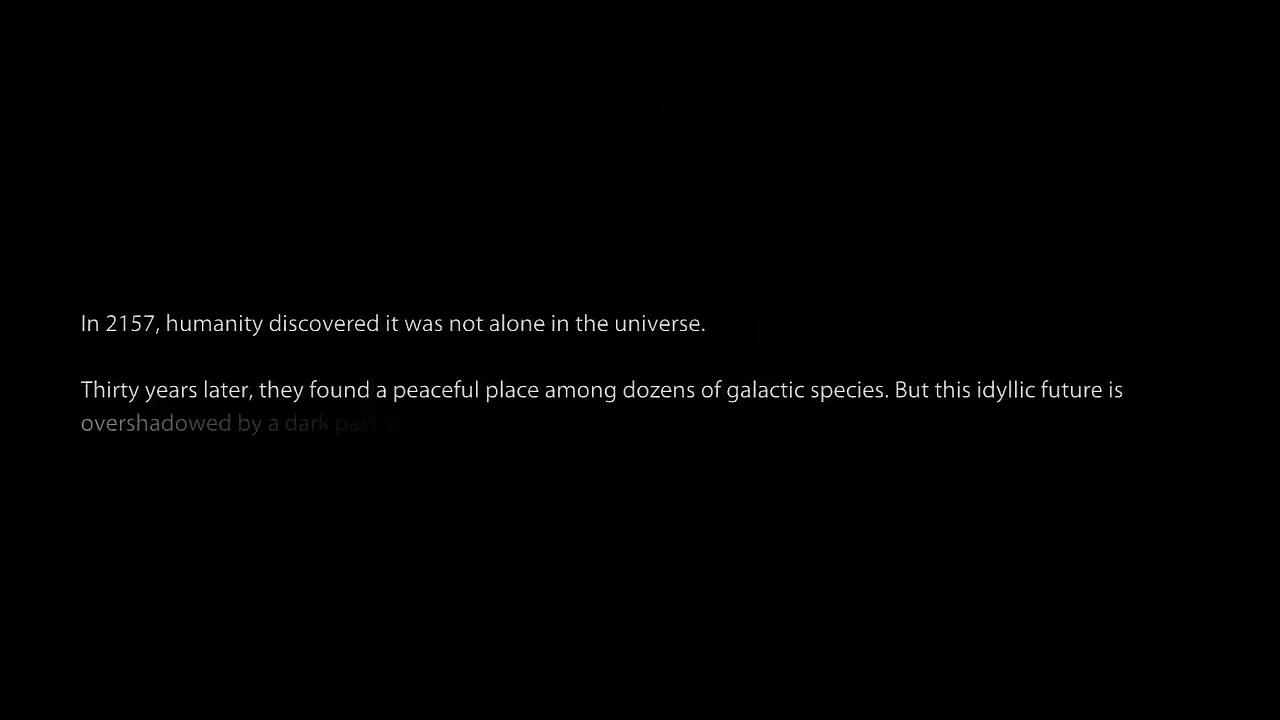 In 2157, humanity discovered it was not alone in the universe.
Thirty years later, they found a peaceful place among dozens of galactic species. But this idyllic future is
overshadowed by a dark past